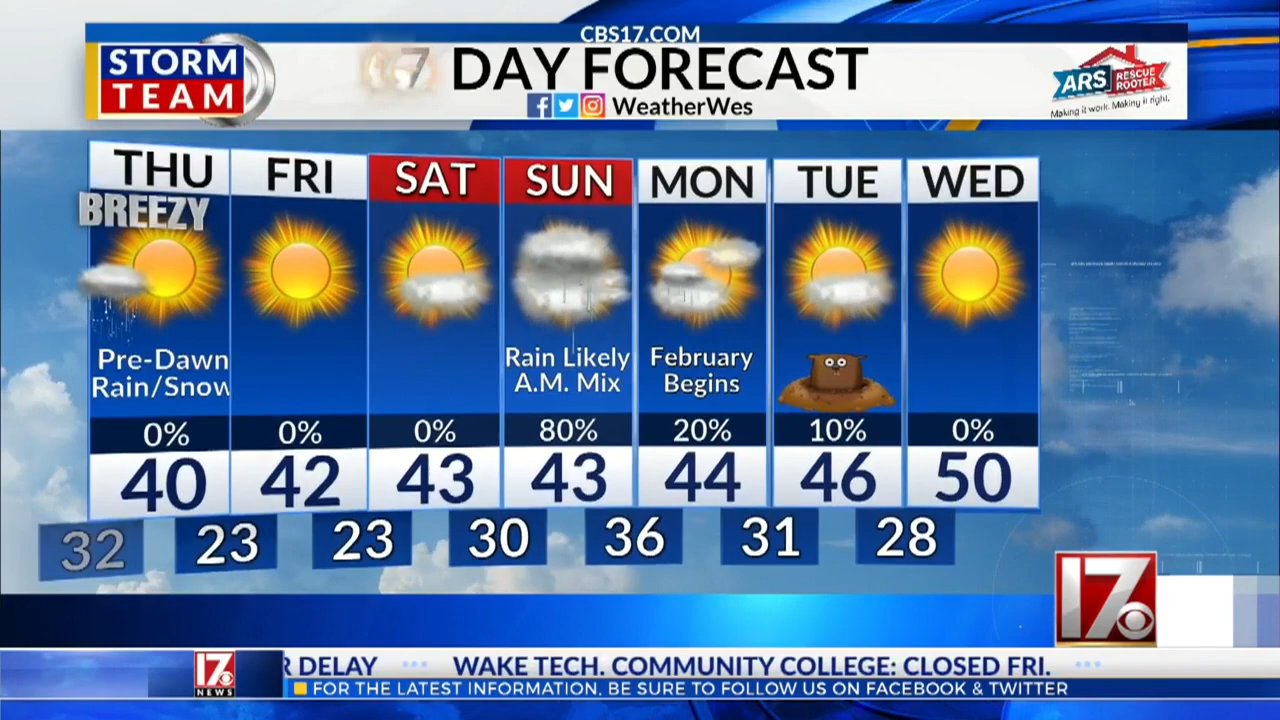 CBS17.COM
STORM
TEAM
7 DAY FORECAST
WeatherWes
ARS RESCUE
ROOTER
Making it work. Making it right.
THU FRI SAT SUN MON TUE WED
BREEZY
Pre-Dawn
Rain/Snow
Rain Likely
A.M. Mix
February
Begins
0% 0% 0% 80% 20% 10% 0%
40 42 43 43 44 46 50
32 23 23 30 36 31 28
17
17
NEWS
R DELAY WAKE TECH. COMMUNITY COLLEGE: CLOSED FRI.
FOR THE LATEST INFORMATION, BE SURE TO FOLLOW US ON FACEBOOK & TWITTER